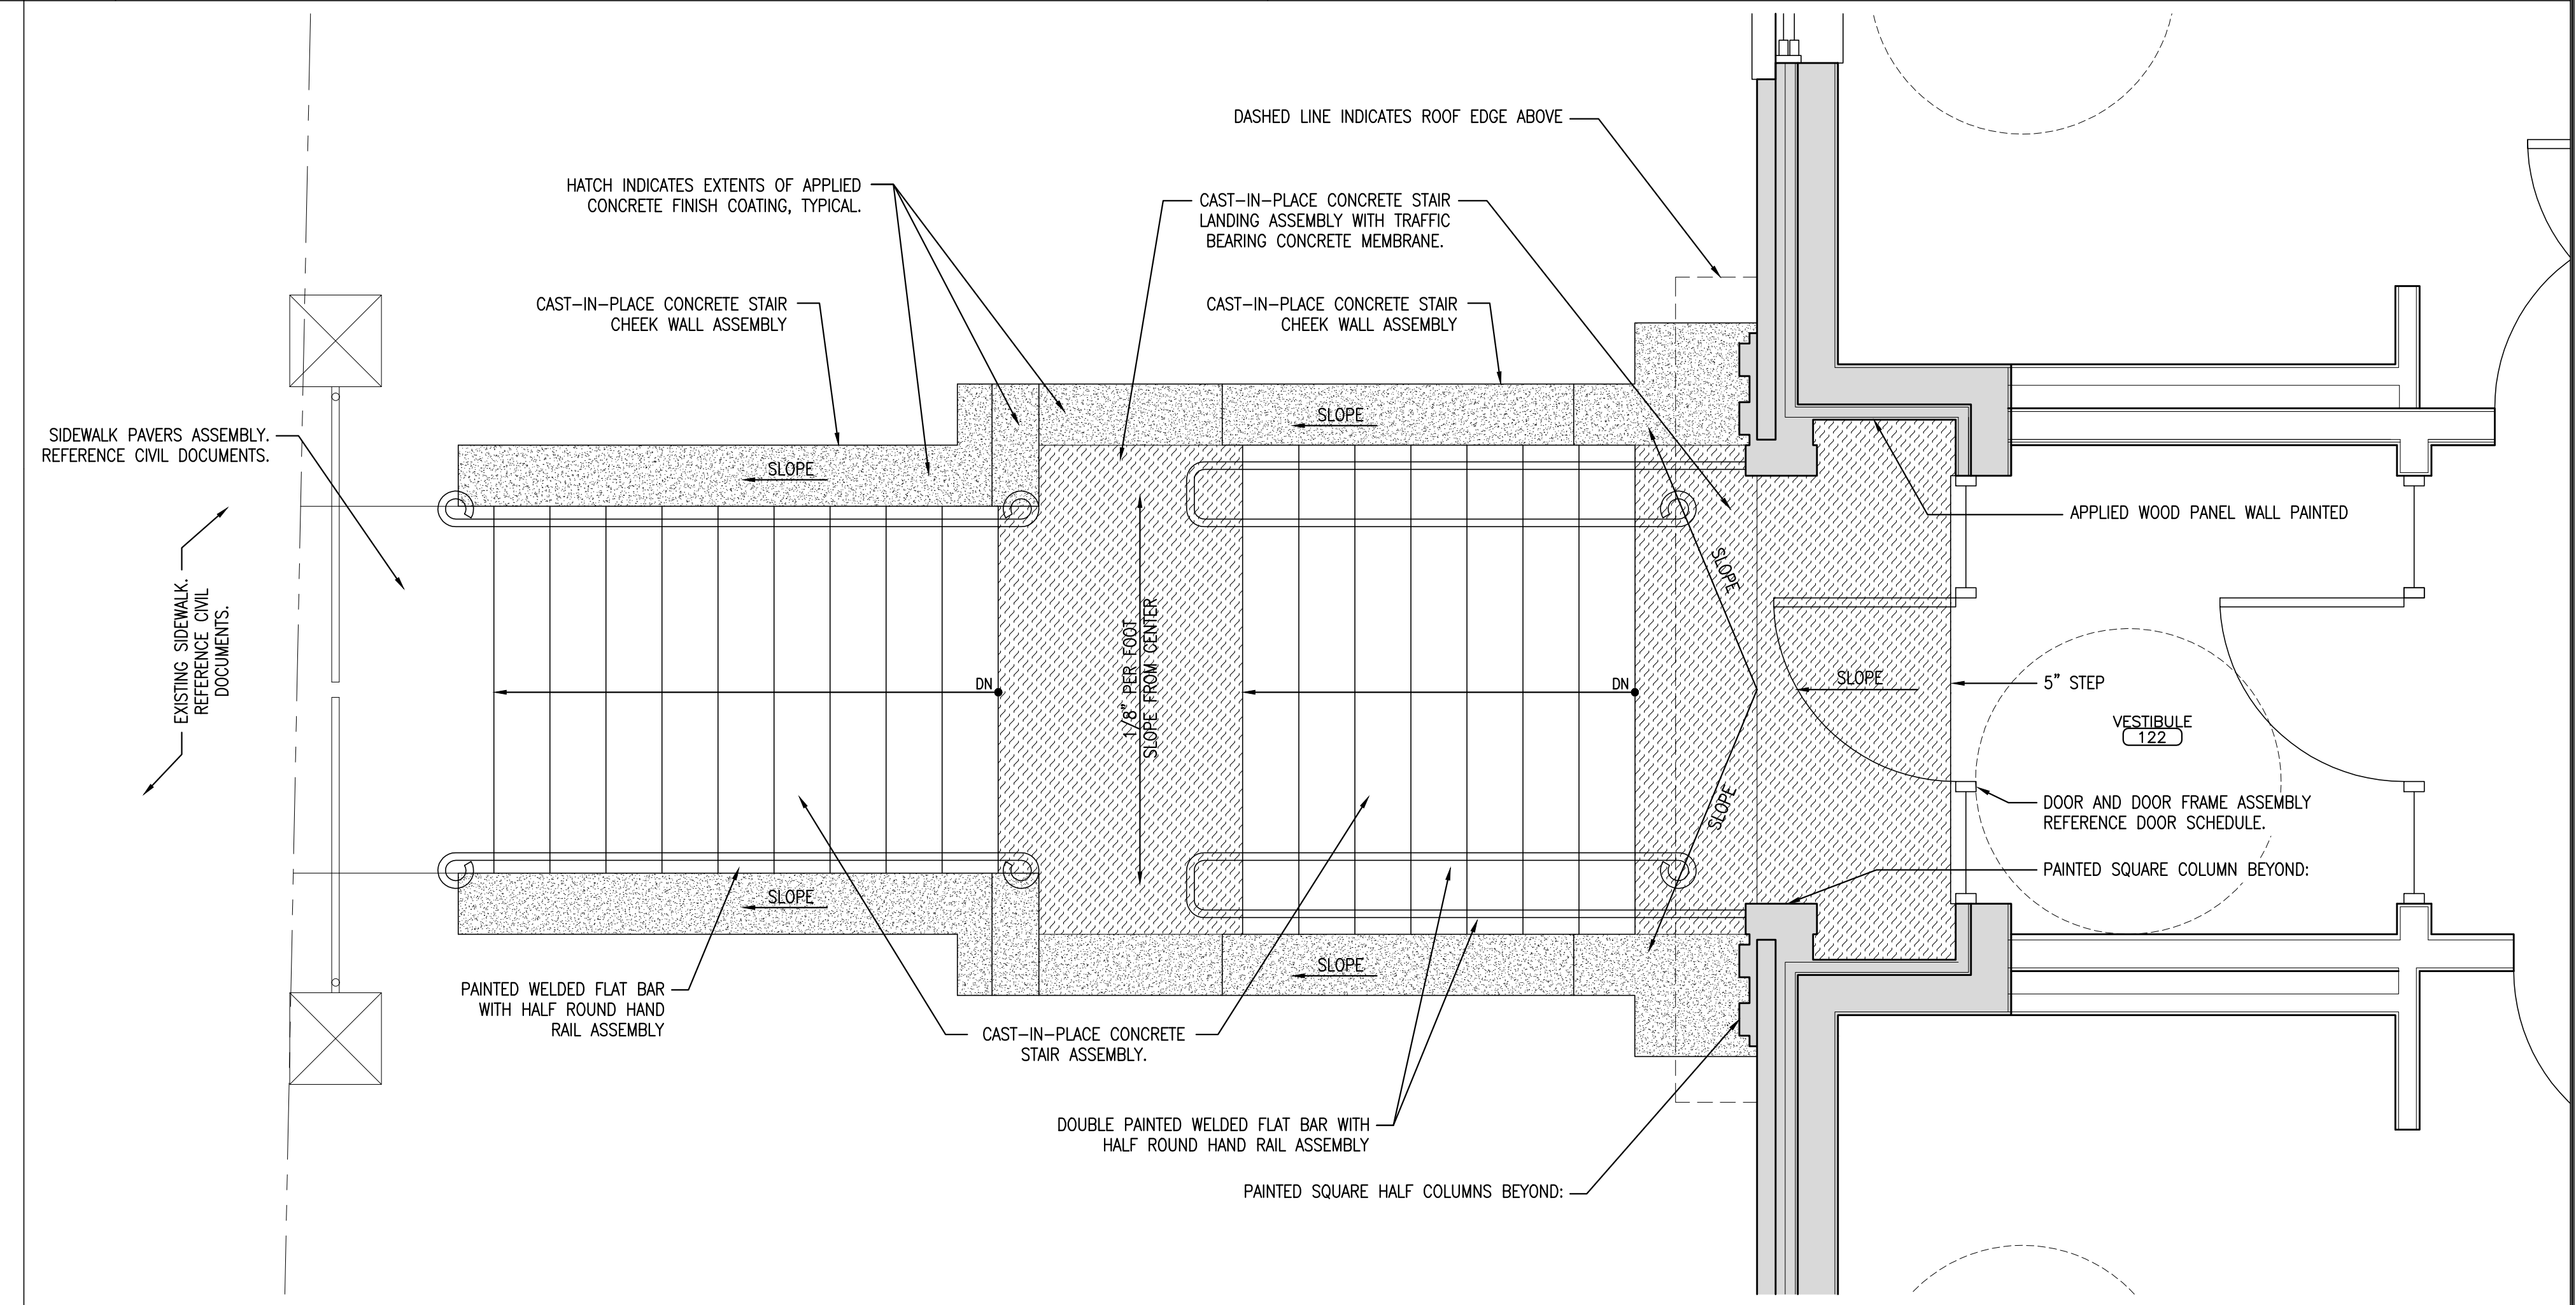 DASHED LINE INDICATES ROOF EDGE ABOVE
HATCH INDICATES EXTENTS OF APPLIED
CONCRETE FINISH COATING, TYPICAL.
CAST-IN-PLACE CONCRETE STAIR
LANDING ASSEMBLY WITH TRAFFIC
BEARING CONCRETE MEMBRANE.
CAST-IN-PLACE CONCRETE STAIR
CHEEK WALL ASSEMBLY
CAST-IN-PLACE CONCRETE STAIR
CHEEK WALL ASSEMBLY
SLOPE
SIDEWALK PAVERS ASSEMBLY.
REFERENCE CIVIL DOCUMENTS.
SLOPE
APPLIED WOOD PANEL WALL PAINTED
SLOPE
EXISTING SIDEWALK.
REFERENCE CIVIL
DOCUMENTS.
1/8" PER FOOT
SLOPE FROM CENTER
DN
DN
SLOPE
5" STEP
VESTIBULE
122
SLOPE
DOOR AND DOOR FRAME ASSEMBLY
REFERENCE DOOR SCHEDULE.
PAINTED SQUARE COLUMN BEYOND:
SLOPE
SLOPE
PAINTED WELDED FLAT BAR
WITH HALF ROUND HAND
RAIL ASSEMBLY
CAST-IN-PLACE CONCRETE
STAIR ASSEMBLY.
DOUBLE PAINTED WELDED FLAT BAR WITH
HALF ROUND HAND RAIL ASSEMBLY
PAINTED SQUARE HALF COLUMNS BEYOND: